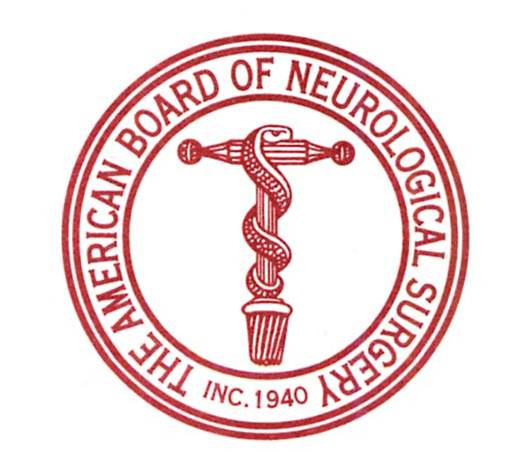 THE AMERICAN BOARD OF NEUROLOGICAL SURGERY
INC. 1940